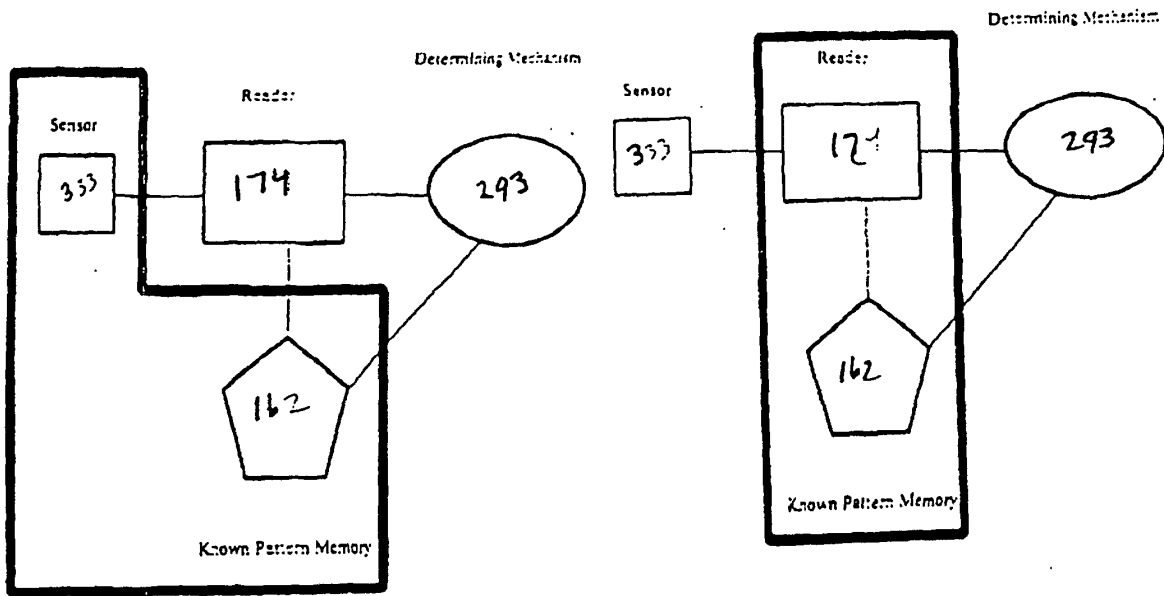 Determining Mechanism
Reader
Sensor
333
174
293
162
Known Pattern Memory
Determining Mechanism
Reader
Sensor
333
293
162
Known Pattern Memory